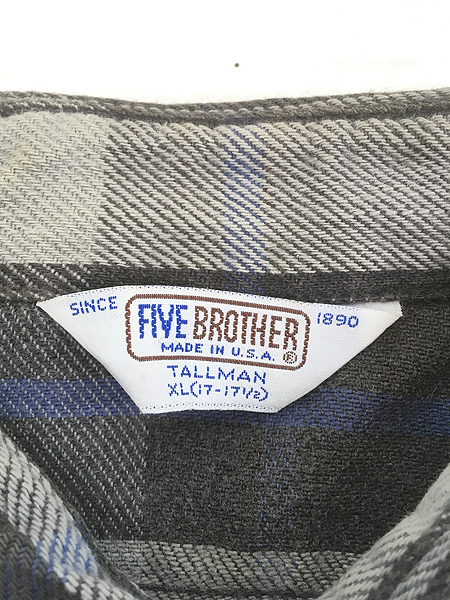 SINCE FIVE BROTHER 1890
MADE IN U.S.A. ®
TALLMAN
XL(17-17½)